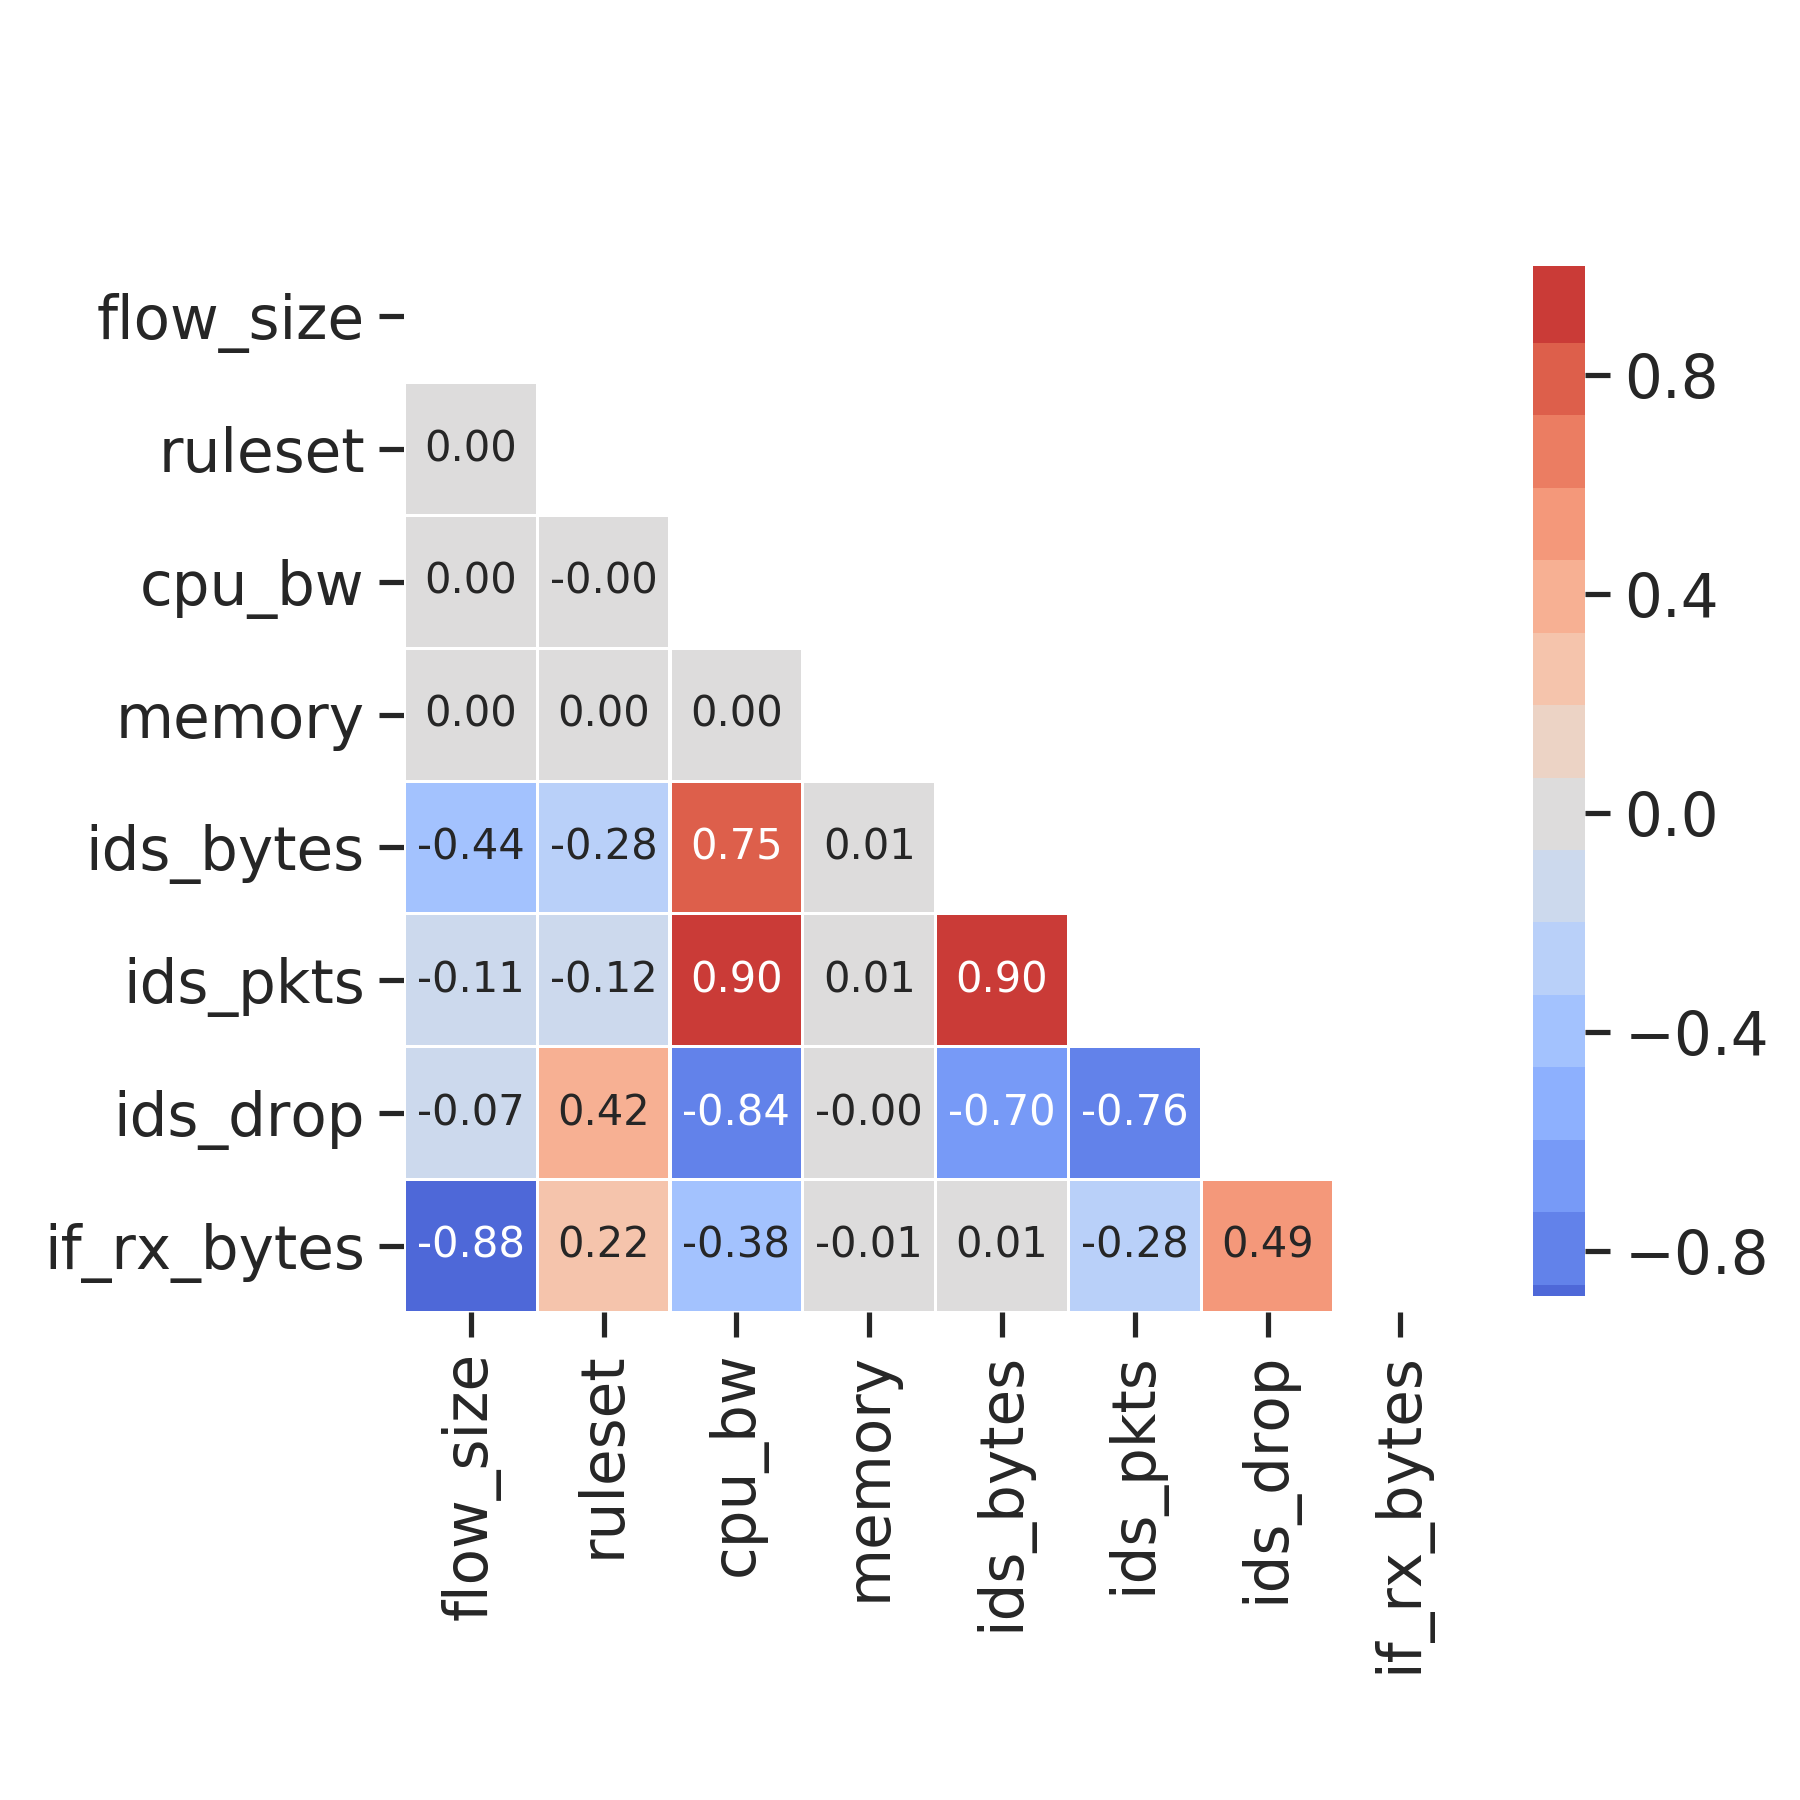 flow_size
ruleset 0.00
cpu_bw 0.00 -0.00
memory 0.00 0.00 0.00
ids_bytes -0.44 -0.28 0.75 0.01
ids_pkts -0.11 -0.12 0.90 0.01 0.90
ids_drop -0.07 0.42 -0.84 -0.00 -0.70 -0.76
if_rx_bytes -0.88 0.22 -0.38 -0.01 0.01 -0.28 0.49
flow_size
ruleset
cpu_bw
memory
ids_bytes
ids_pkts
ids_drop
if_rx_bytes
0.8
0.4
0.0
−0.4
−0.8